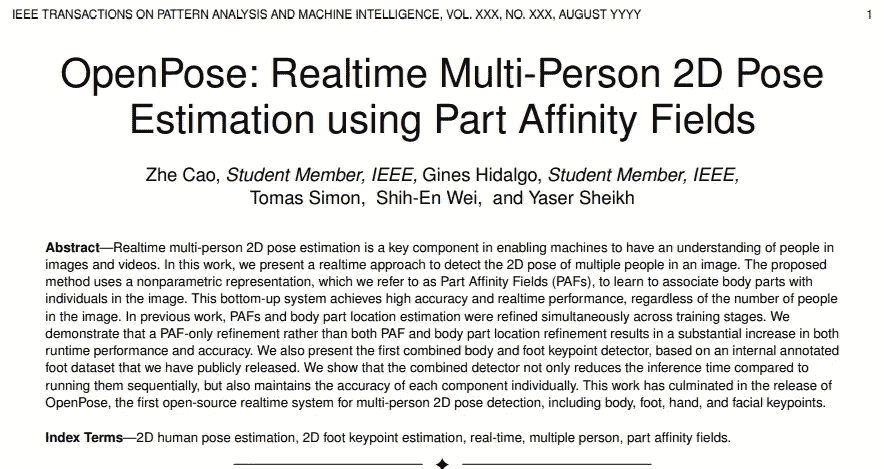 IEEE TRANSACTIONS ON PATTERN ANALYSIS AND MACHINE INTELLIGENCE, VOL. XXX, NO. XXX, AUGUST YYYY 1
OpenPose: Realtime Multi-Person 2D Pose
Estimation using Part Affinity Fields
Zhe Cao, Student Member, IEEE, Gines Hidalgo, Student Member, IEEE,
Tomas Simon, Shih-En Wei, and Yaser Sheikh
Abstract—Realtime multi-person 2D pose estimation is a key component in enabling machines to have an understanding of people in
images and videos. In this work, we present a realtime approach to detect the 2D pose of multiple people in an image. The proposed
method uses a nonparametric representation, which we refer to as Part Affinity Fields (PAFs), to learn to associate body parts with
individuals in the image. This bottom-up system achieves high accuracy and realtime performance, regardless of the number of people
in the image. In previous work, PAFs and body part location estimation were refined simultaneously across training stages. We
demonstrate that a PAF-only refinement rather than both PAF and body part location refinement results in a substantial increase in both
runtime performance and accuracy. We also present the first combined body and foot keypoint detector, based on an internal annotated
foot dataset that we have publicly released. We show that the combined detector not only reduces the inference time compared to
running them sequentially, but also maintains the accuracy of each component individually. This work has culminated in the release of
OpenPose, the first open-source realtime system for multi-person 2D pose detection, including body, foot, hand, and facial keypoints.
Index Terms—2D human pose estimation, 2D foot keypoint estimation, real-time, multiple person, part affinity fields.